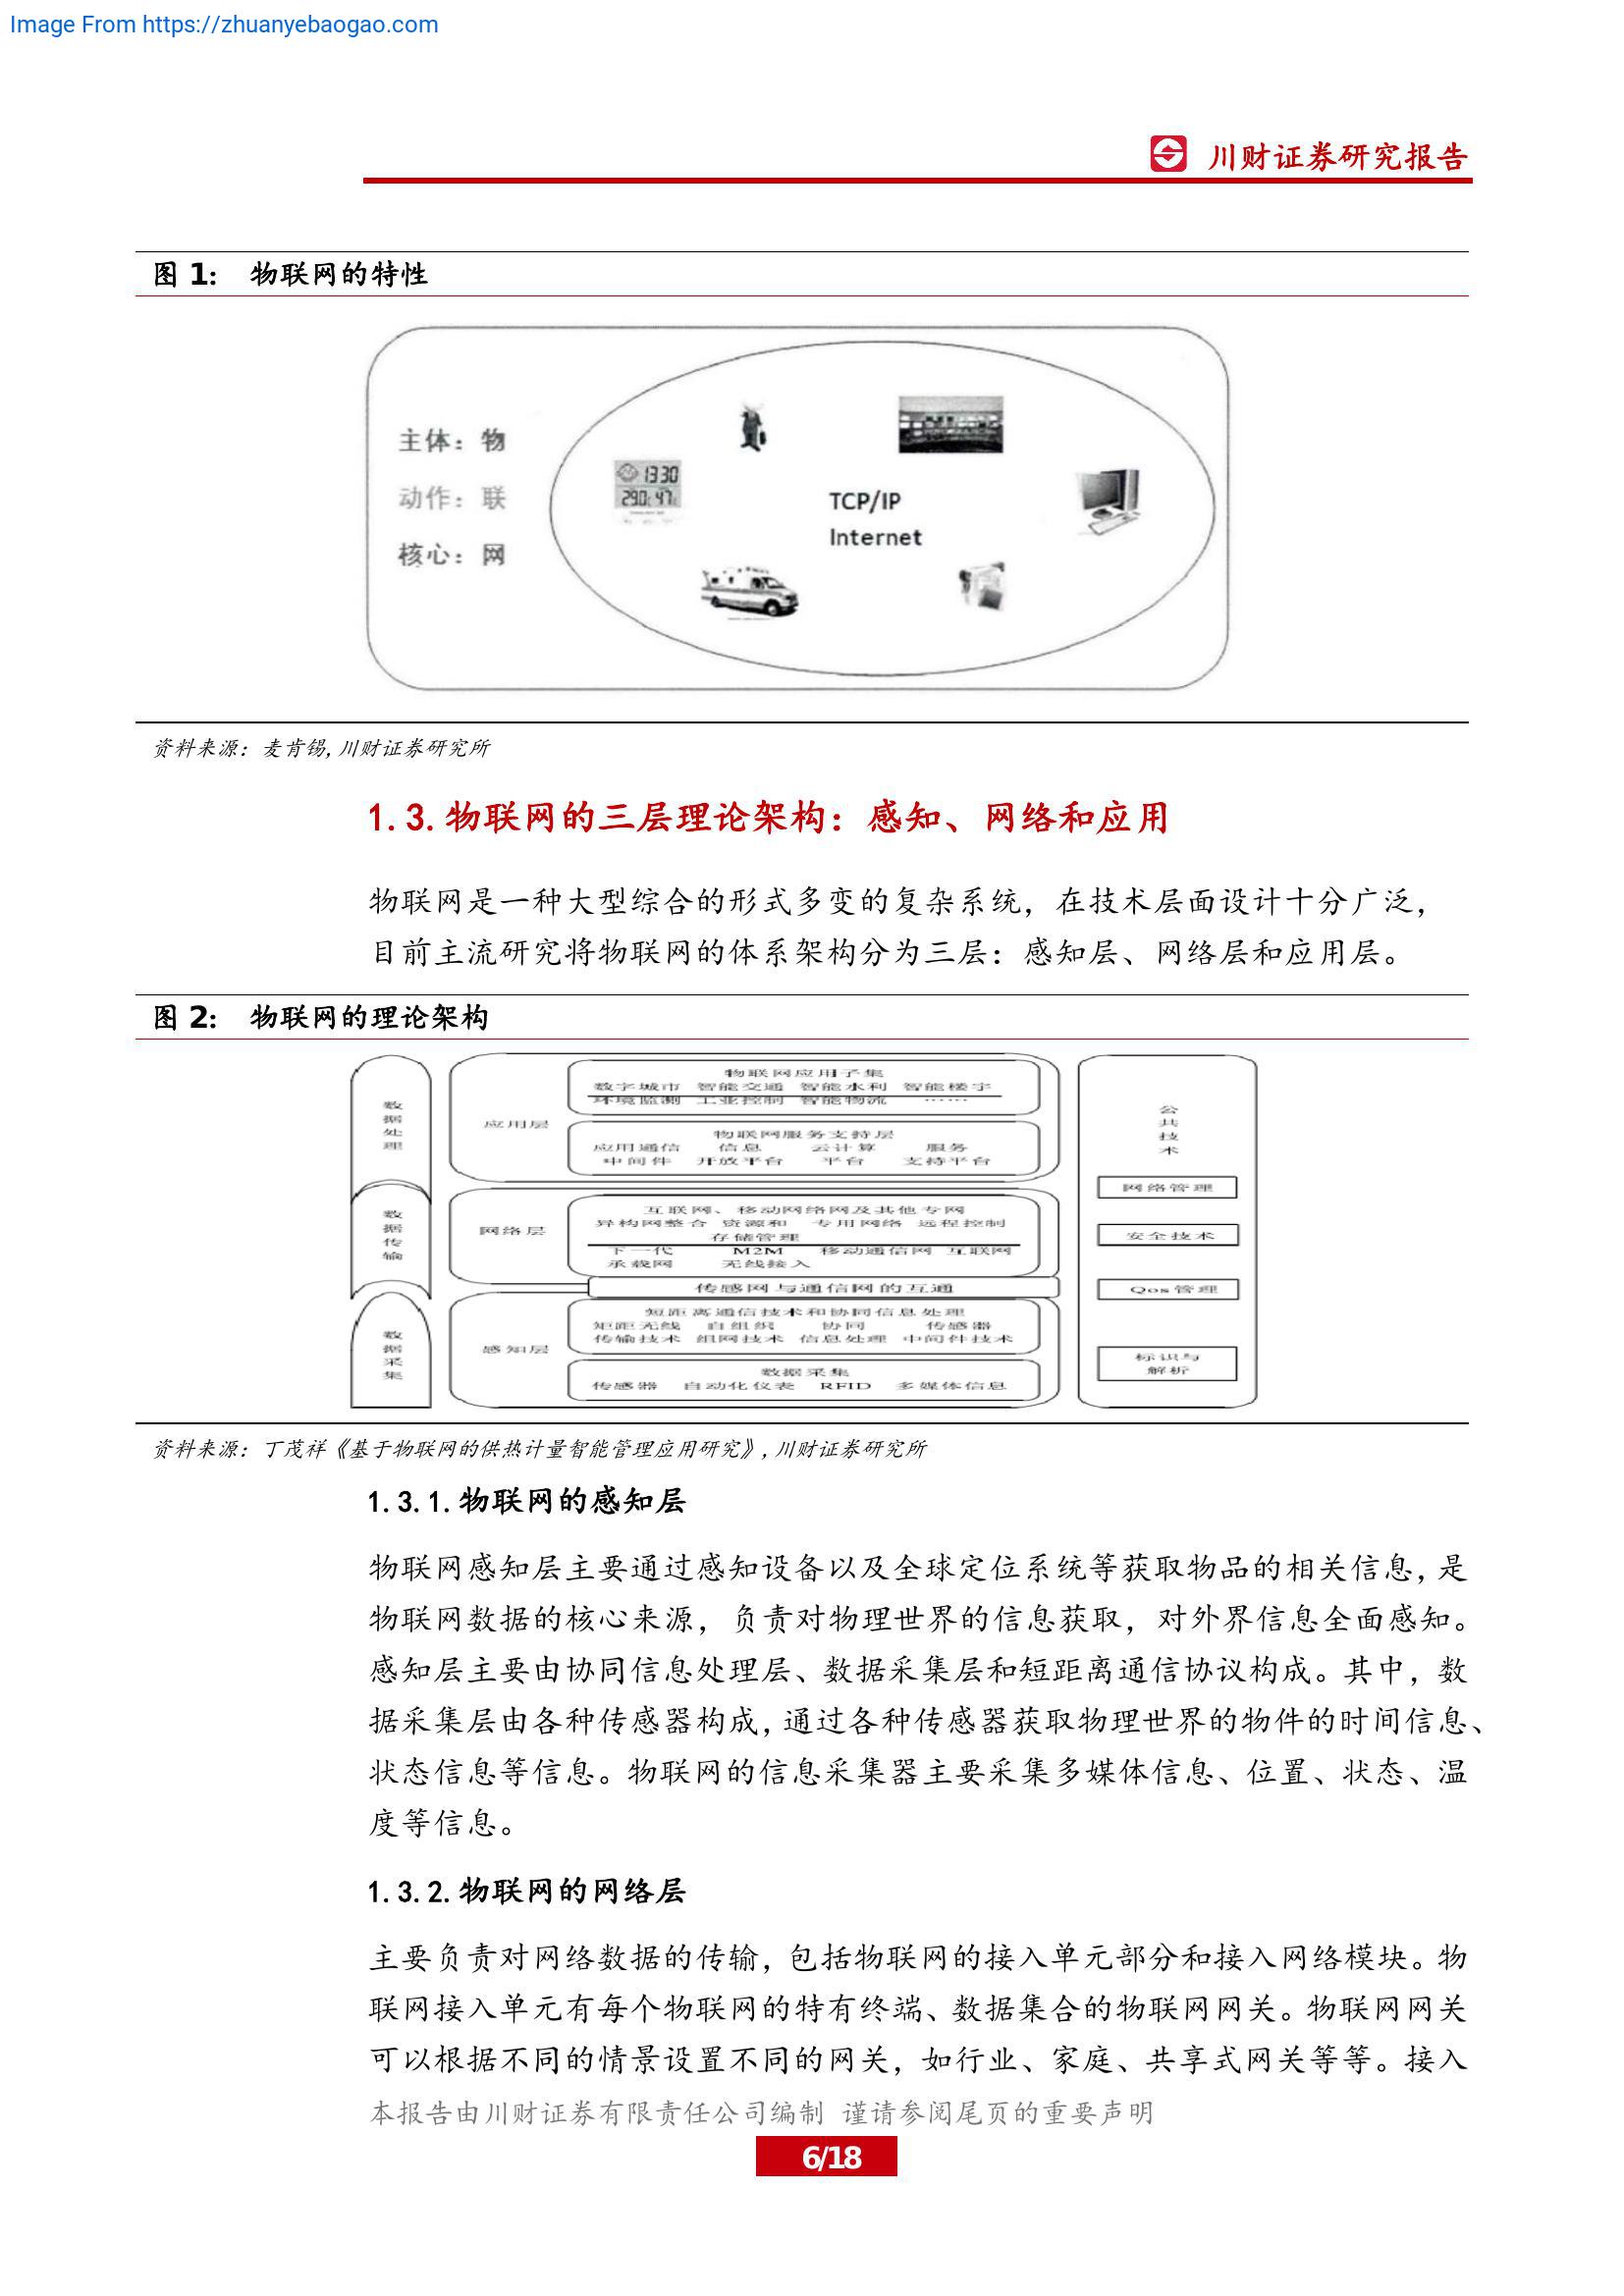 Image From https://zhuanyebaogao.com
川财证券研究报告
图 1： 物联网的特性
主体：物
动作：联
核心：网
1330
TCP/IP
Internet
资料来源：麦肯锡,川财证券研究所
1.3.物联网的三层理论架构：感知、网络和应用
物联网是一种大型综合的形式多变的复杂系统，在技术层面设计十分广泛，
目前主流研究将物联网的体系架构分为三层：感知层、网络层和应用层。
图 2： 物联网的理论架构
数据处理
数据传输
数据采集
应用层
物联网应用子集
数字城市 智能交通 智能水利 智能楼宇
环境监测 工业控制 智能物流 ……
物联网服务支持层
应用通信 信息 云计算 服务
中间件 开放平台 平台 支持平台
网络层
互联网、移动网络网及其他专网
异构网整合 资源和 专用网络 远程控制
存储管理
下一代 M2M 移动通信网 互联网
承载网 无线接入
传感网与通信网的互通
感知层
短距离通信技术和协同信息处理
矩距无线 自组织 协同 传感器
传输技术 组网技术 信息处理 中间件技术
数据采集
传感器 自动化仪表 RFID 多媒体信息
公共技术
网络管理
安全技术
Qos管理
标识与
解析
资料来源：丁茂祥《基于物联网的供热计量智能管理应用研究》,川财证券研究所
1.3.1.物联网的感知层
物联网感知层主要通过感知设备以及全球定位系统等获取物品的相关信息，是
物联网数据的核心来源，负责对物理世界的信息获取，对外界信息全面感知。
感知层主要由协同信息处理层、数据采集层和短距离通信协议构成。其中，数
据采集层由各种传感器构成，通过各种传感器获取物理世界的物件的时间信息、
状态信息等信息。物联网的信息采集器主要采集多媒体信息、位置、状态、温
度等信息。
1.3.2.物联网的网络层
主要负责对网络数据的传输，包括物联网的接入单元部分和接入网络模块。物
联网接入单元有每个物联网的特有终端、数据集合的物联网网关。物联网网关
可以根据不同的情景设置不同的网关，如行业、家庭、共享式网关等等。接入
本报告由川财证券有限责任公司编制 谨请参阅尾页的重要声明
6/18